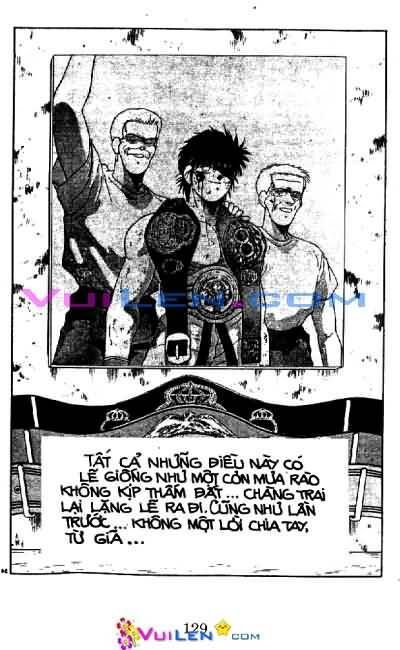 VUILEN.COM
TẤT CẢ NHỮNG ĐIỀU NÀY CÓ
LẼ GIỐNG NHƯ MỘT CƠN MƯA RÀO
KHÔNG KỊP THẤM ĐẤT... CHÀNG TRAI
LẠI LẶNG LẼ RA ĐI. CŨNG NHƯ LẦN
TRƯỚC... KHÔNG MỘT LỜI CHIA TAY,
TỪ GIÃ...
129
VUILEN.COM